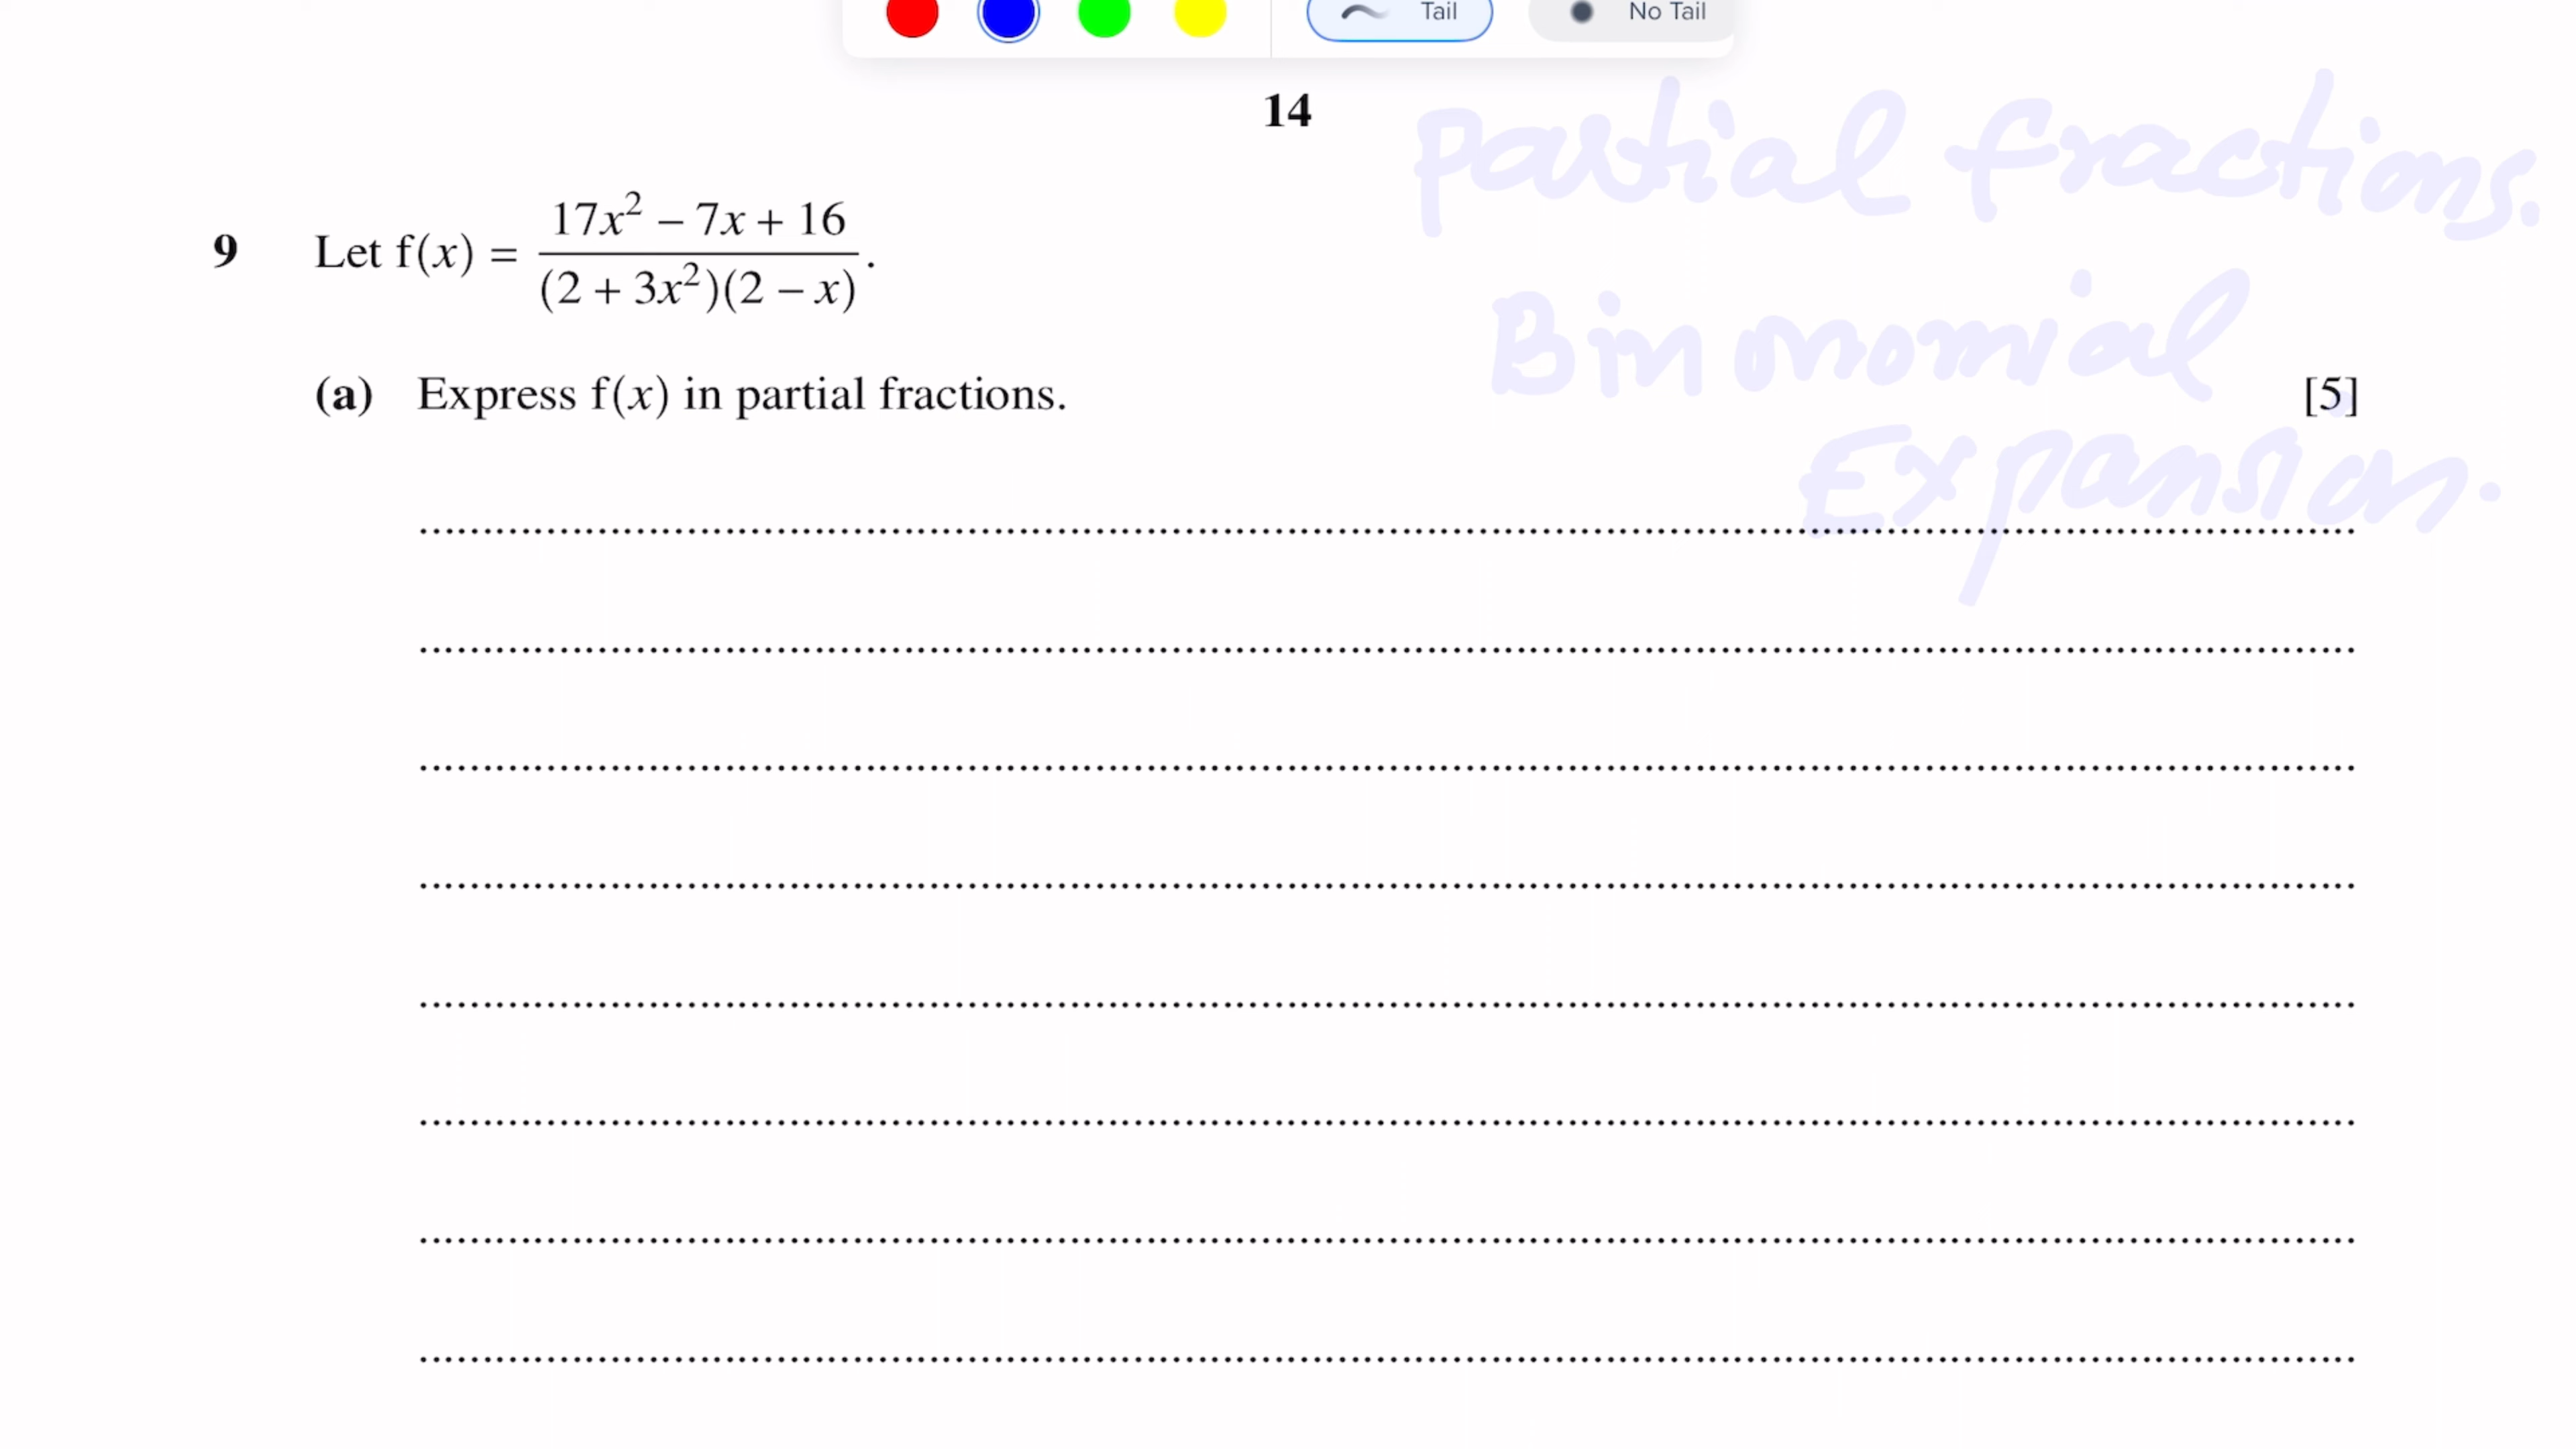 Tail No Tail
14
Partial fractions.
9 Let f(x) = (17x² − 7x + 16) / ((2 + 3x²)(2 − x)).
Binomial
(a) Express f(x) in partial fractions. [5]
Expansion.